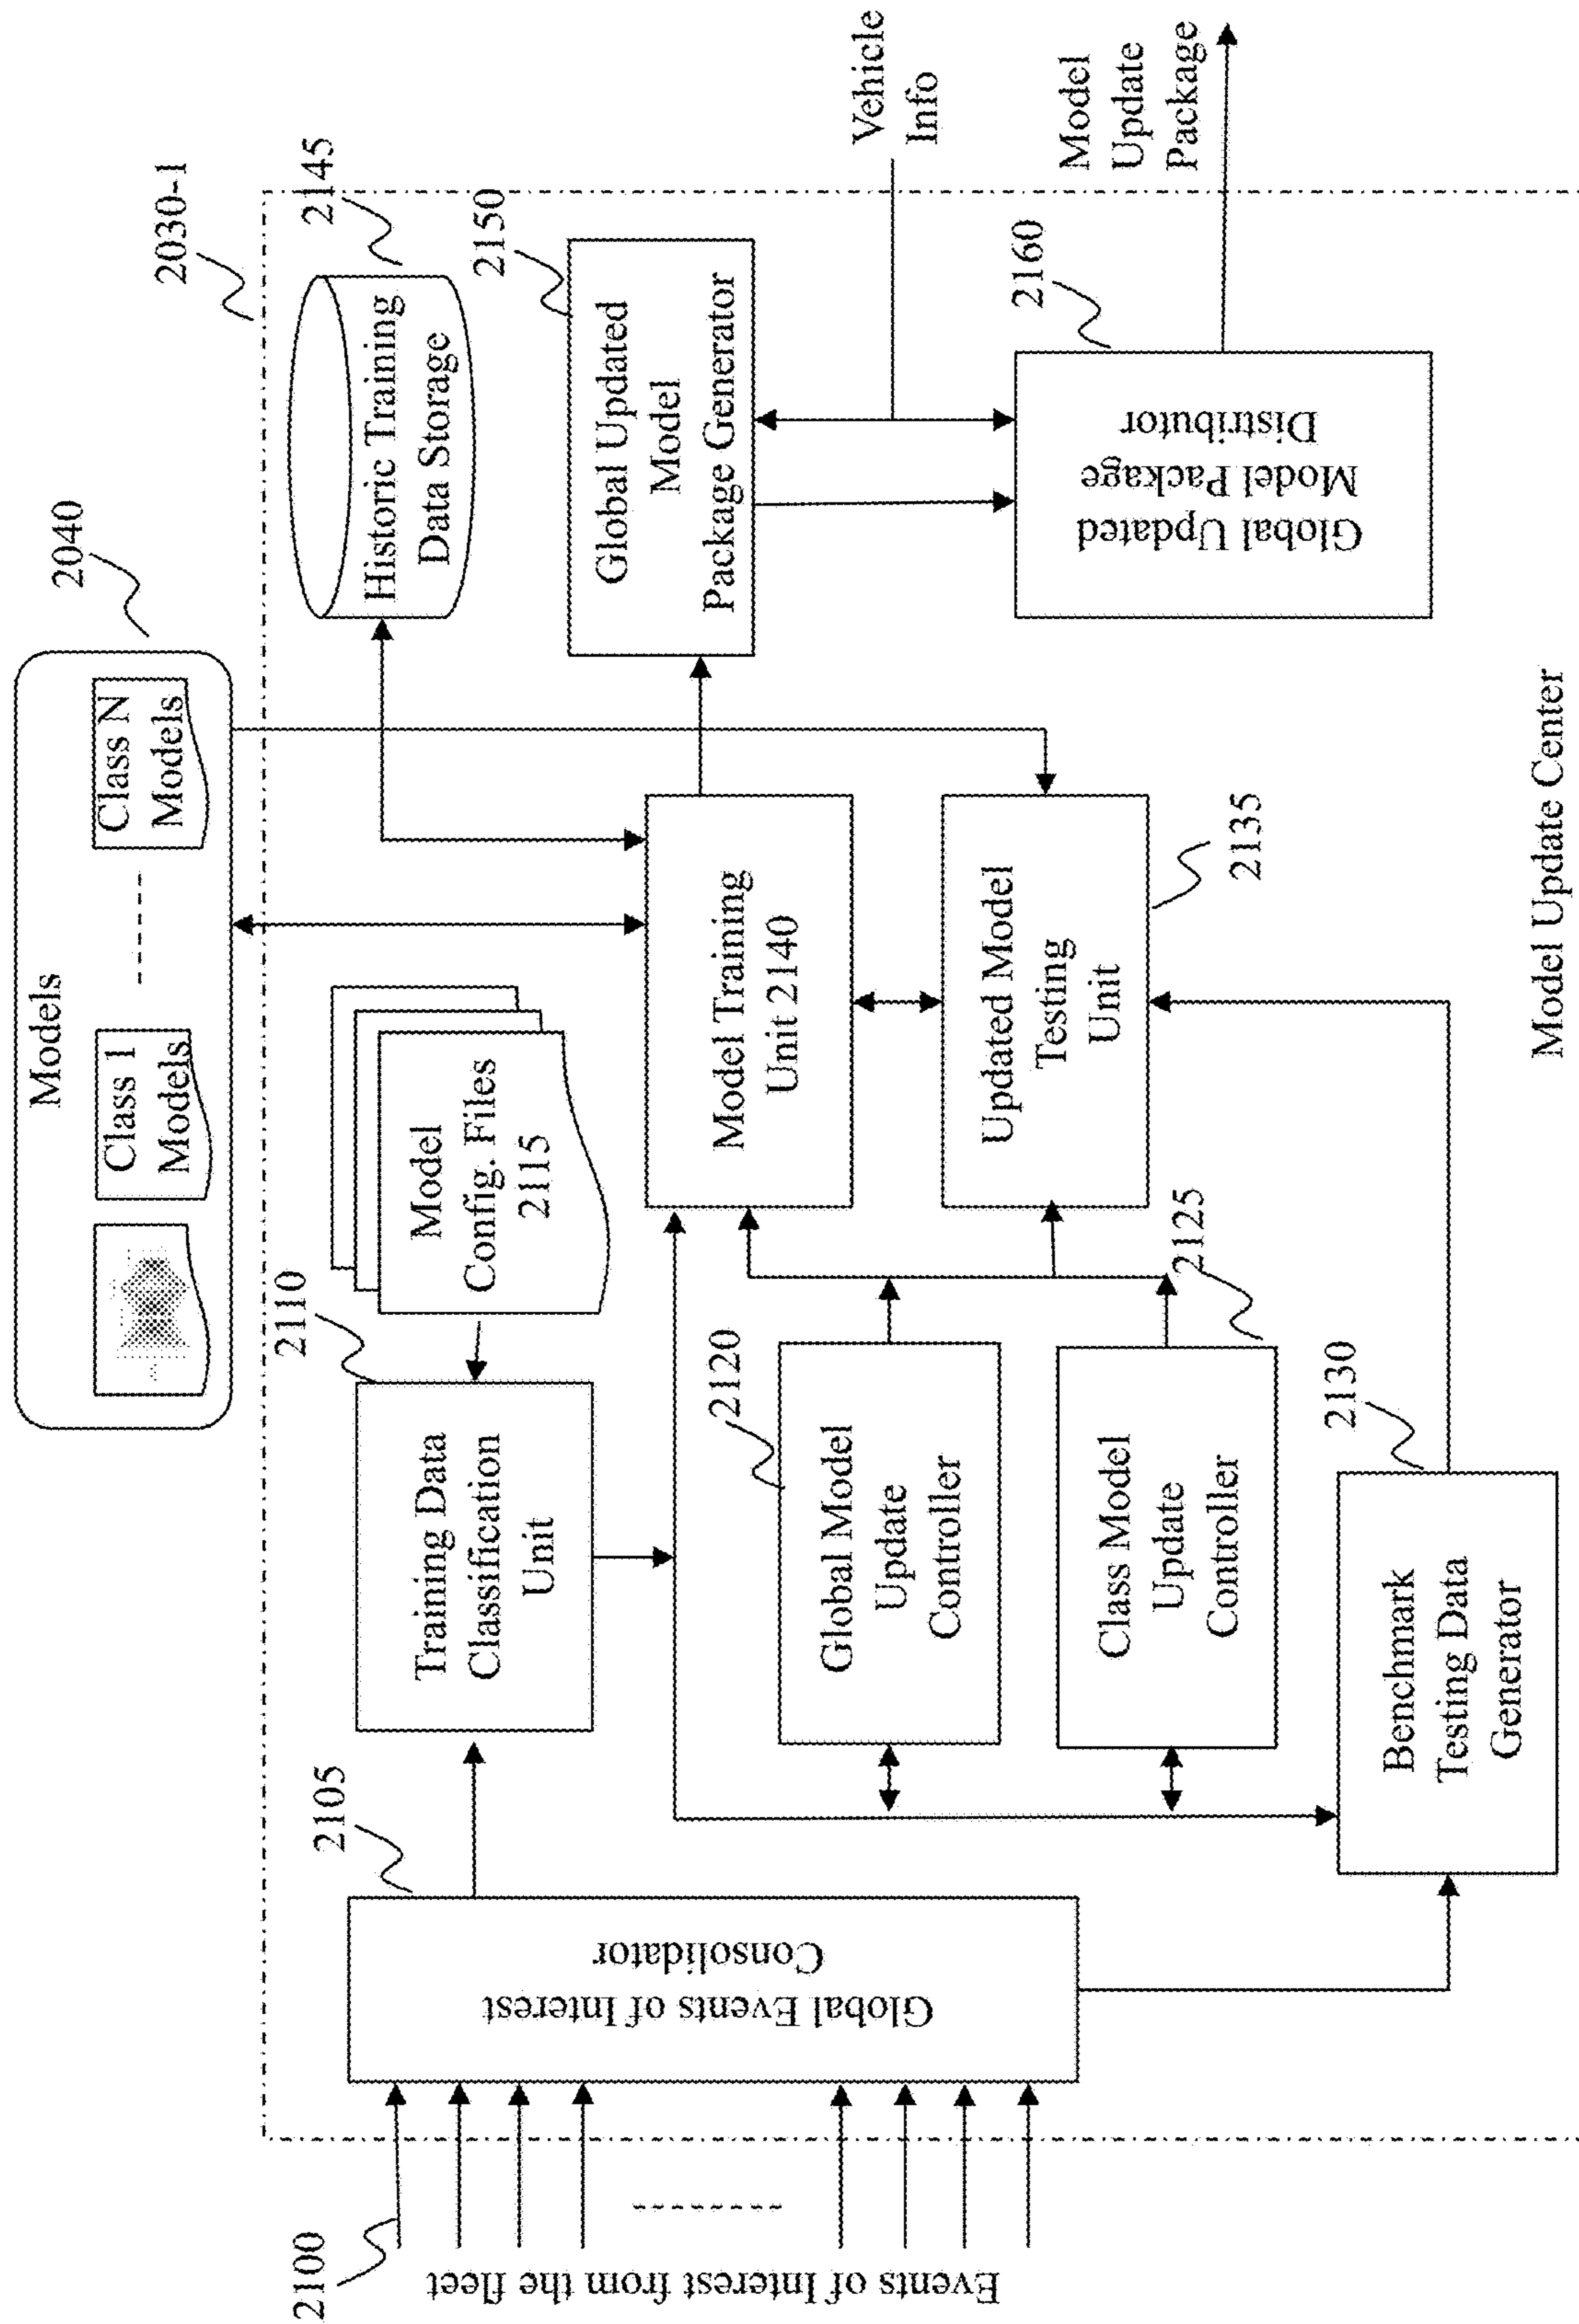 Models
Class 1
Models
Class N
Models
2040
2030-1
2100
Events of Interest from the fleet
2105
Global Events of Interest
Consolidator
2110
Training Data
Classification
Unit
Model
Config. Files
2115
Historic Training
Data Storage
2145
2120
Global Model
Update
Controller
Class Model
Update
Controller
2125
Model Training
Unit 2140
Updated Model
Testing
Unit
2135
Global Updated
Model
Package Generator
2150
Vehicle
Info
Global Updated
Model Package
Distributor
2160
Model
Update
Package
Benchmark
Testing Data
Generator
2130
Model Update Center